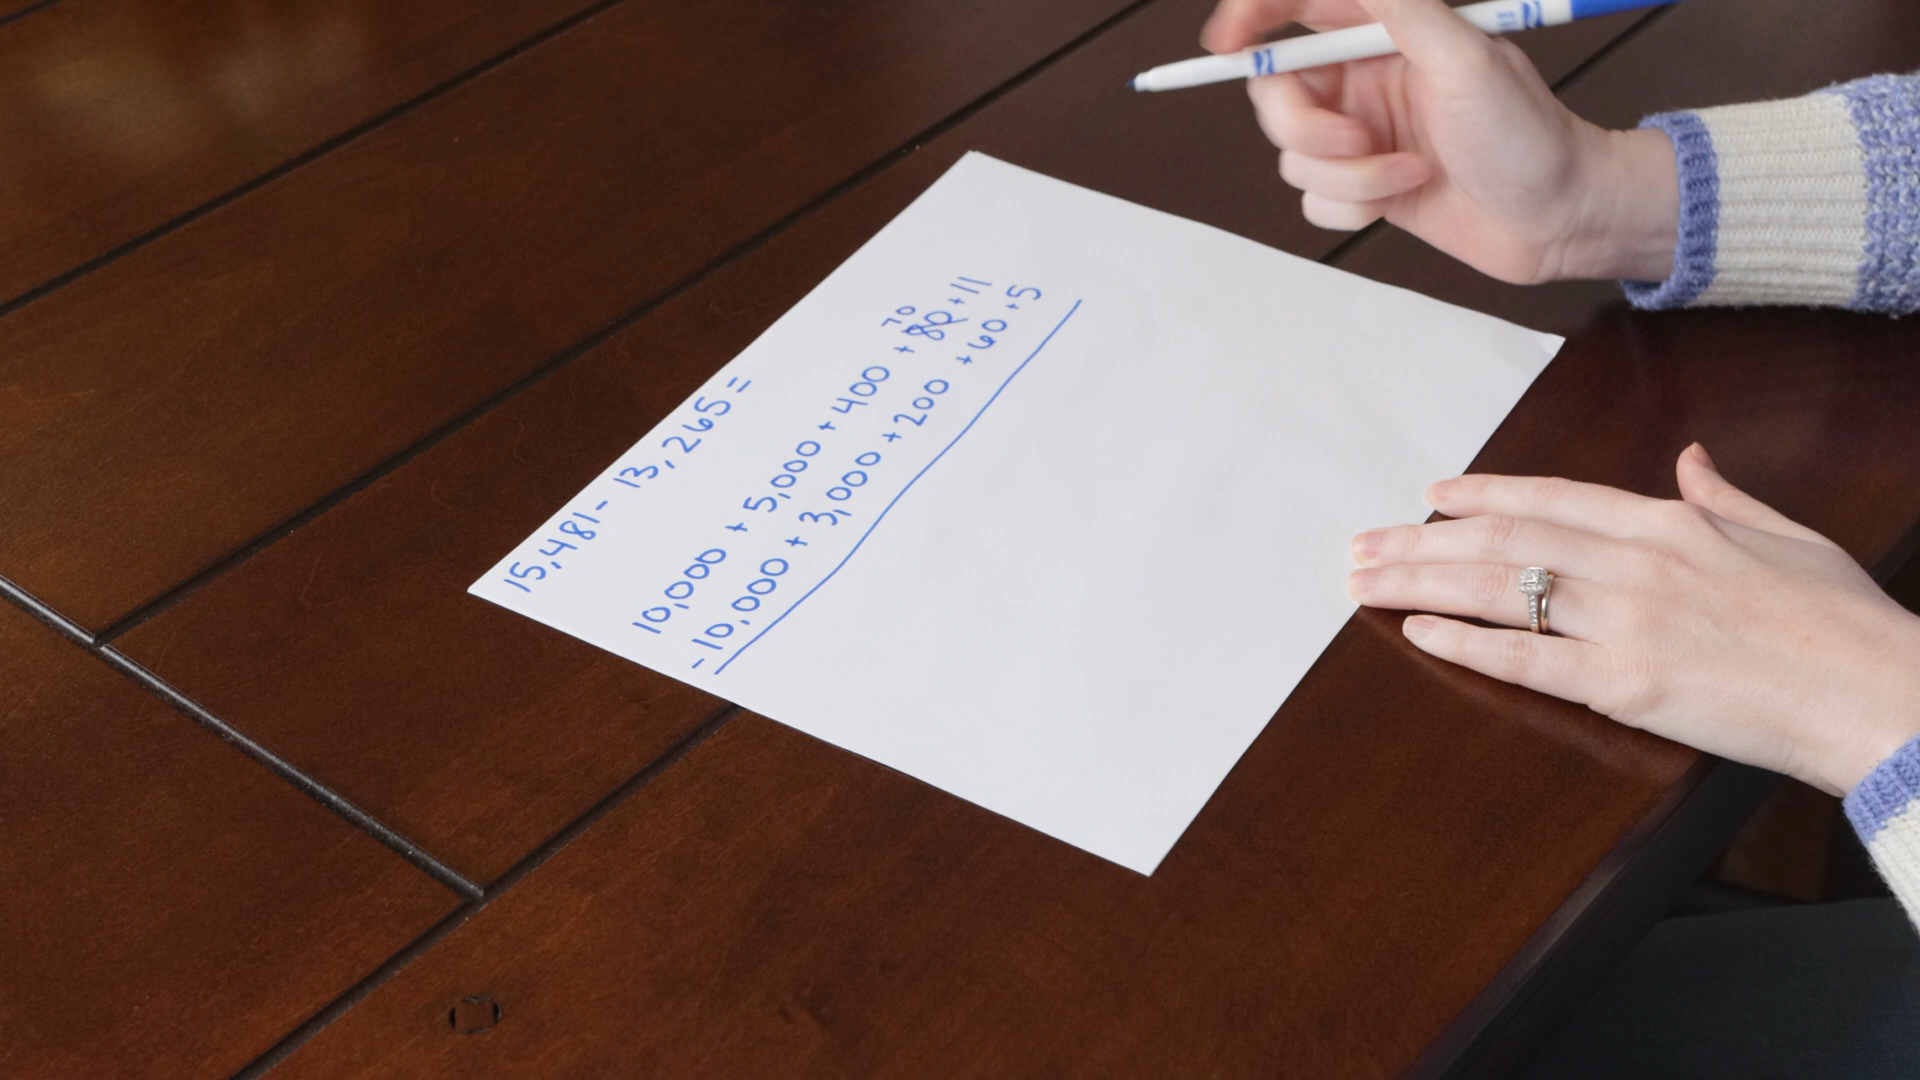 15,481 - 13,265 =
70
10,000 + 5,000 + 400 + 80 + 11
- 10,000 + 3,000 + 200 + 60 + 5